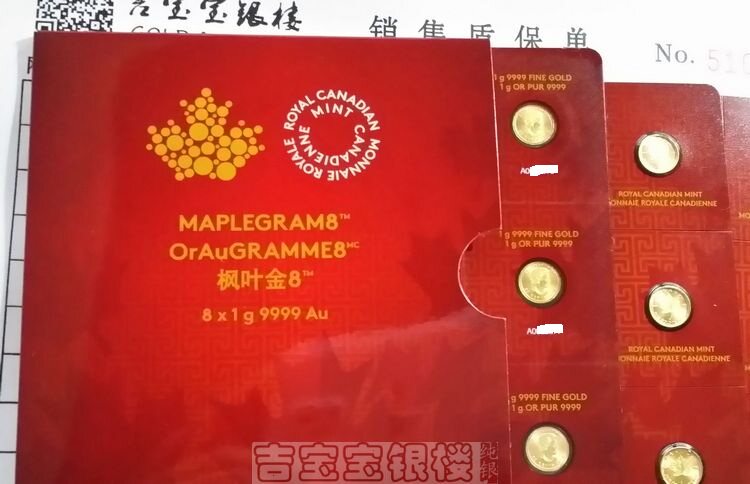 吉宝宝银楼
销售质保单
No. 510
ROYAL CANADIAN MINT
MONNAIE ROYALE CANADIENNE
MAPLEGRAM8™
OrAuGRAMME8MC
枫叶金8™
8 x 1 g 9999 Au
1 g 9999 FINE GOLD
1 g OR PUR 9999
A0
ROYAL CANADIAN MINT
MONNAIE ROYALE CANADIENNE
1 g 9999 FINE GOLD
1 g OR PUR 9999
A0
ROYAL CANADIAN MINT
MONNAIE ROYALE CANADIENNE
g 9999 FINE GOLD
1 g OR PUR 9999
吉宝宝银楼
纯银